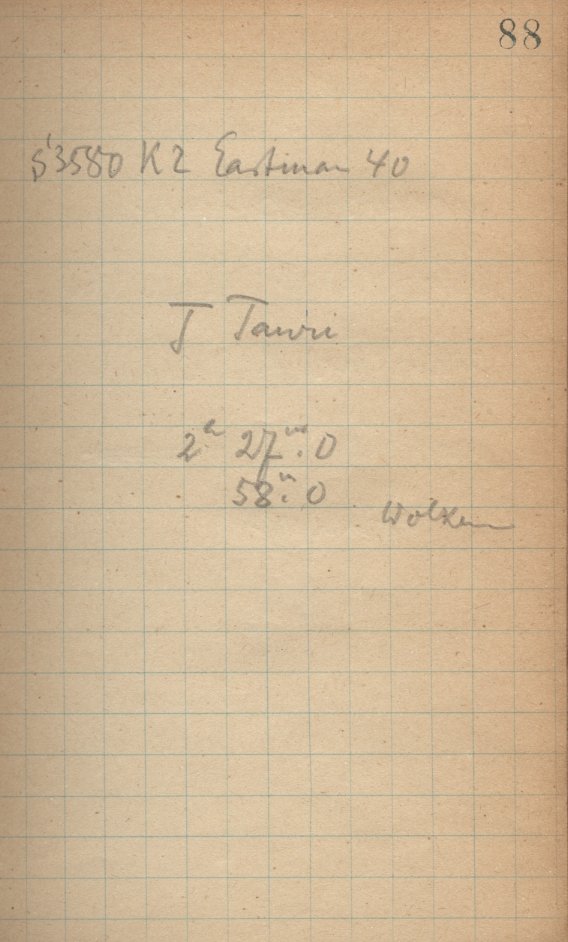 88
S3580 K2 Eastman 40
T Tauri
2h 27m.0
58m.0
Wolken